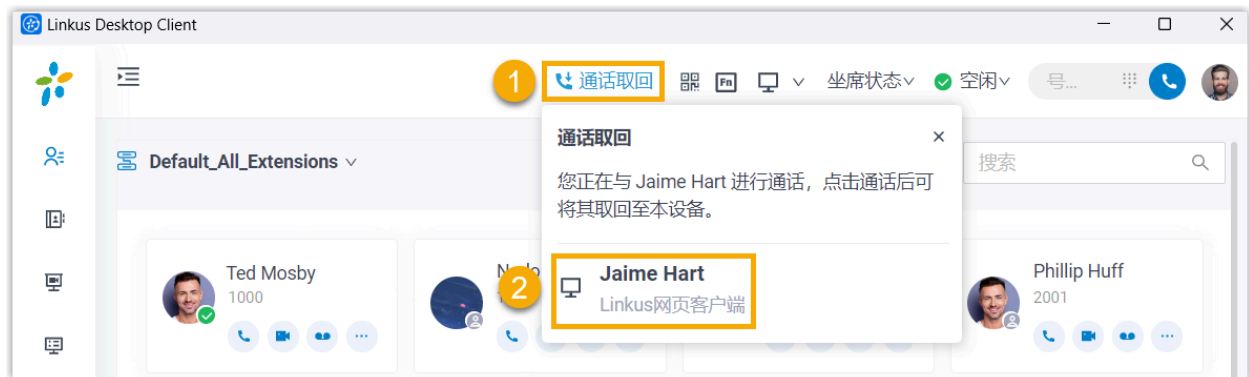 Linkus Desktop Client
1 通话取回 Fn 坐席状态 空闲 号...
通话取回
Default_All_Extensions
搜索
您正在与 Jaime Hart 进行通话，点击通话后可
将其取回至本设备。
Ted Mosby
1000
2
Jaime Hart
Linkus网页客户端
Phillip Huff
2001